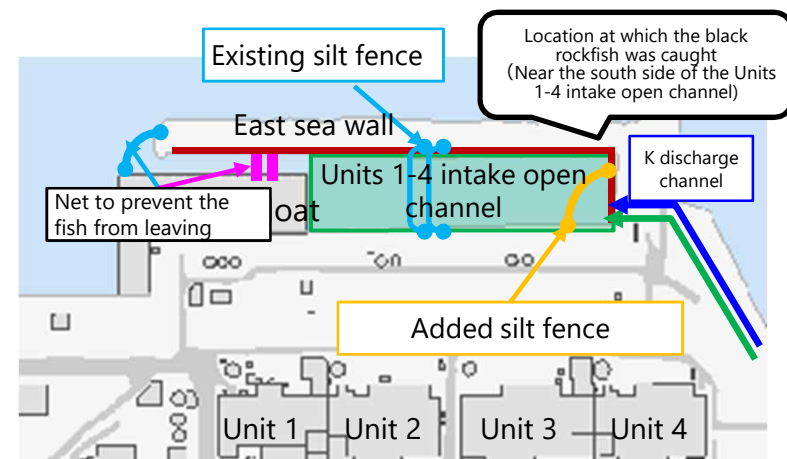 Existing silt fence
Location at which the black
rockfish was caught
（Near the south side of the Units
1-4 intake open channel)
East sea wall
K discharge
channel
Units 1-4 intake open
channel
Net to prevent the
fish from leaving
oat
Added silt fence
Unit 1
Unit 2
Unit 3
Unit 4